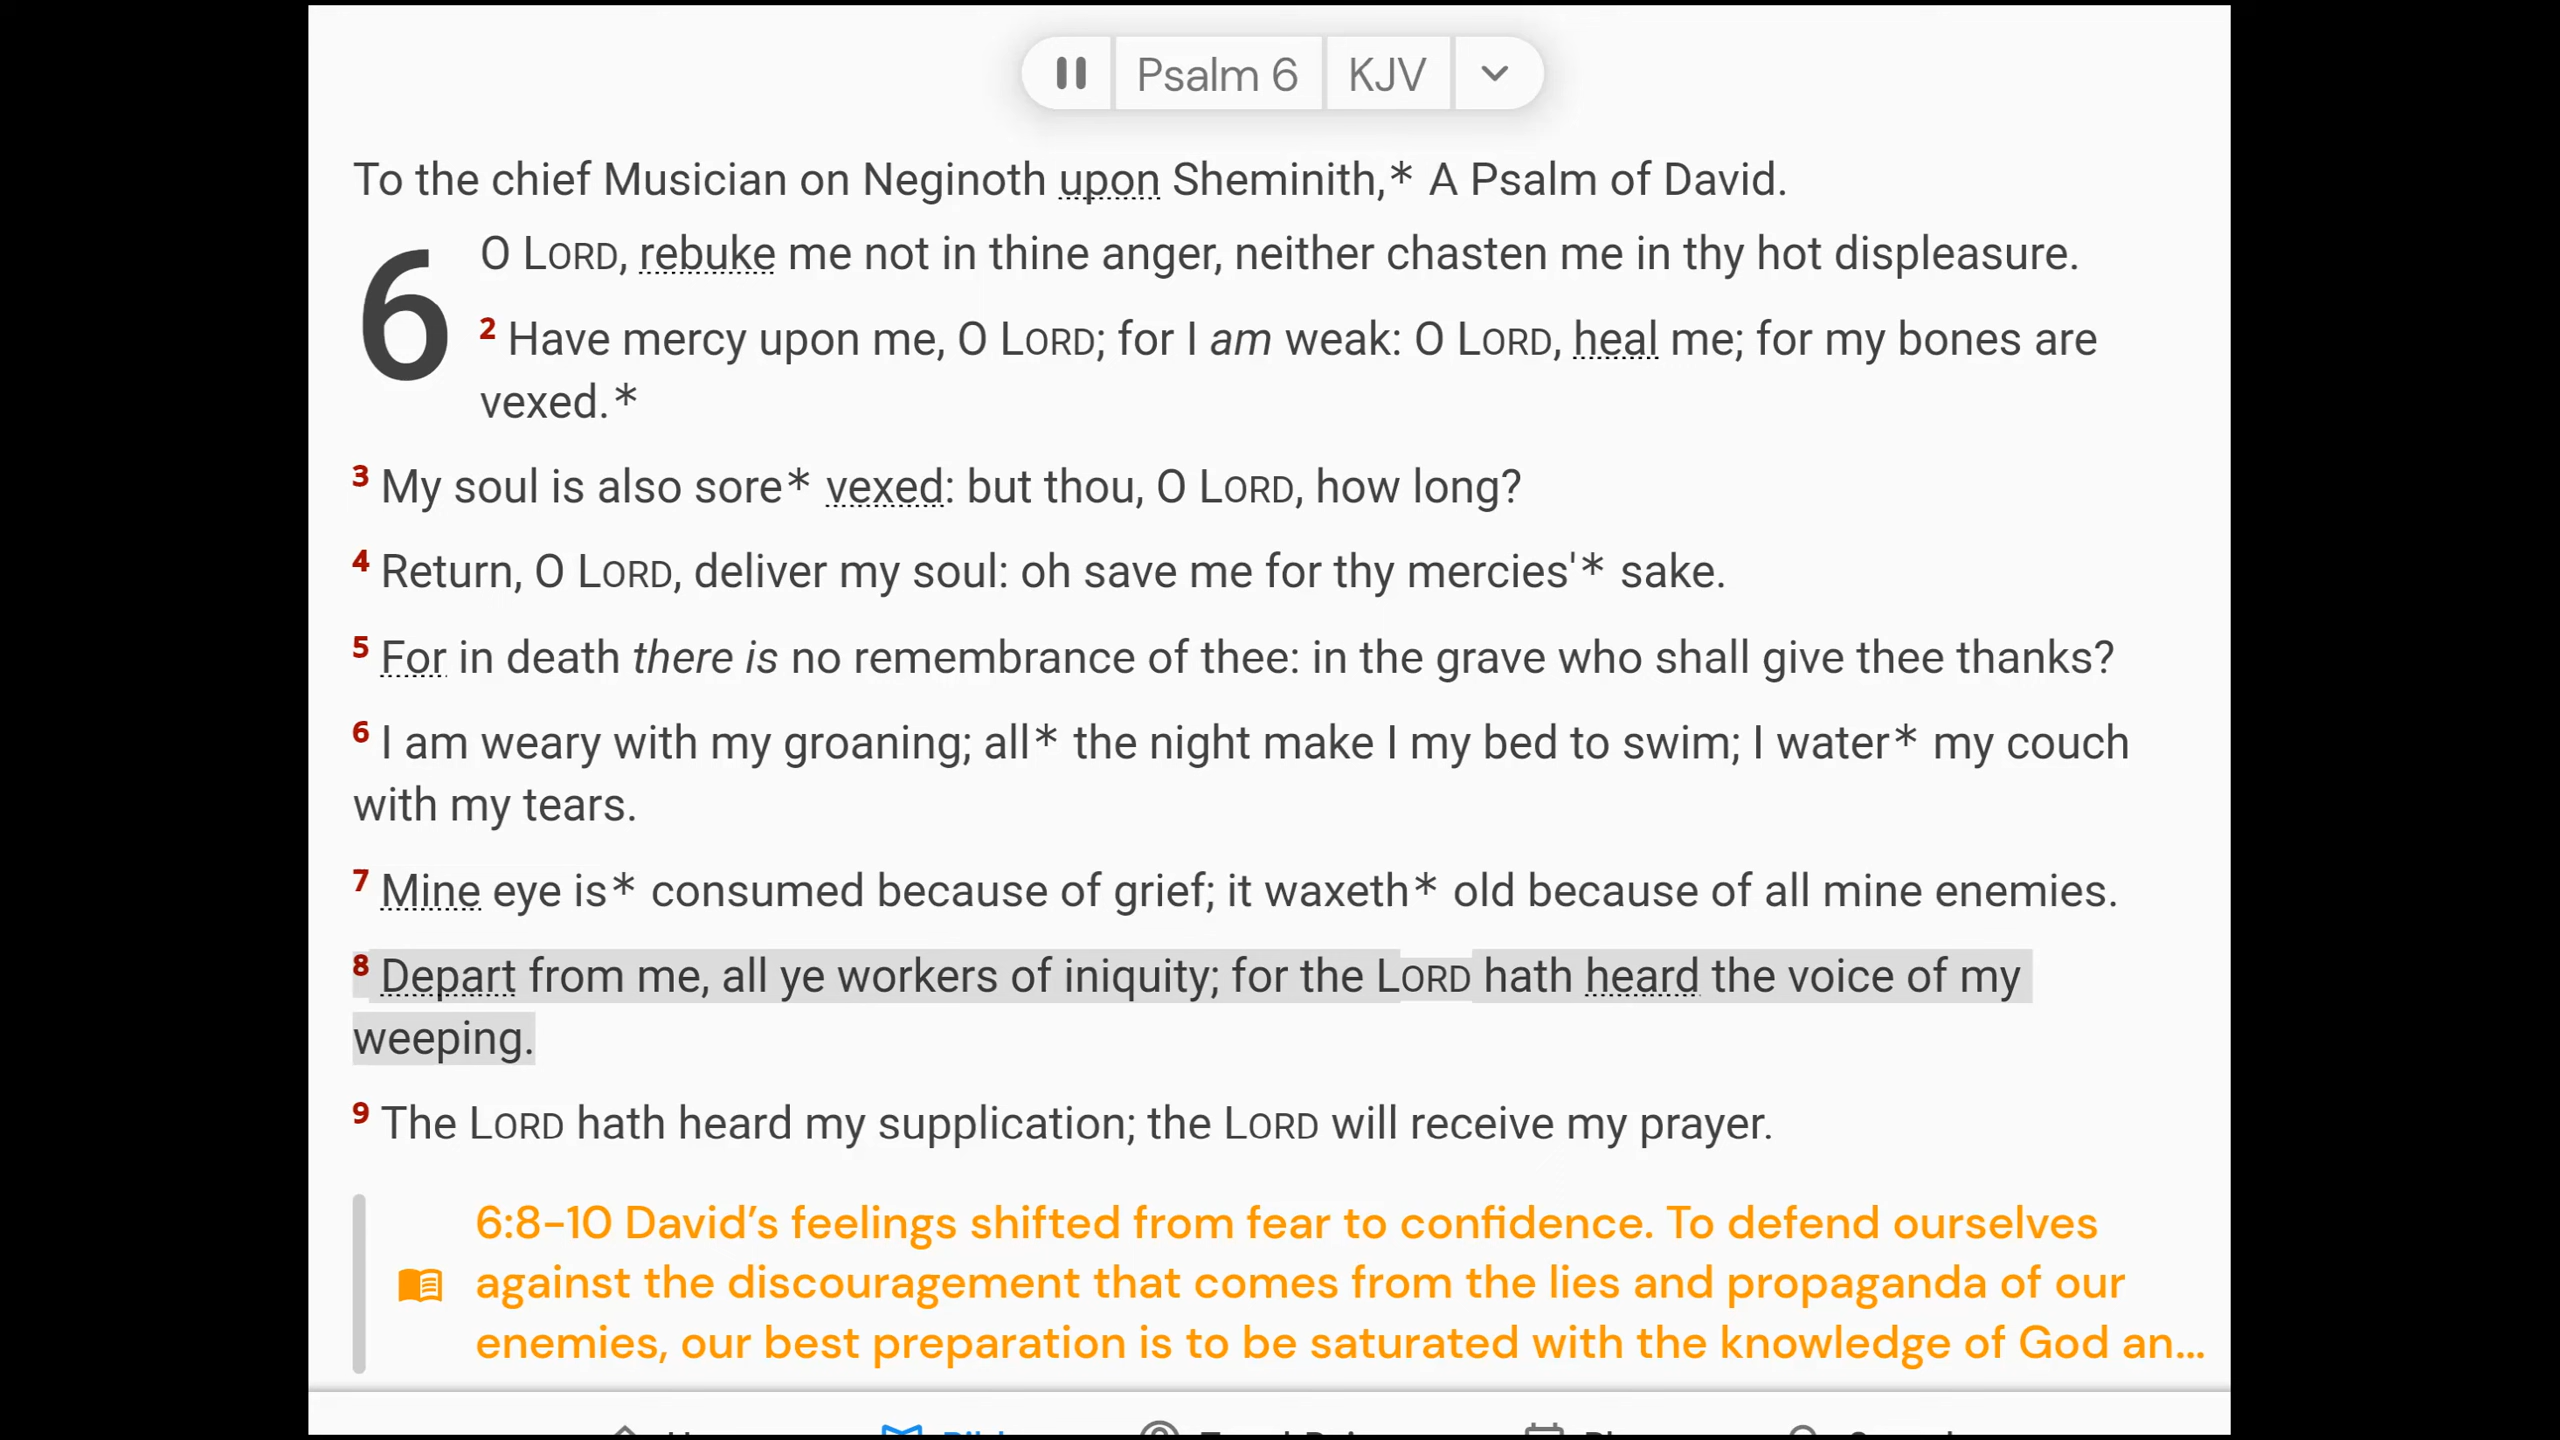 Psalm 6 KJV
To the chief Musician on Neginoth upon Sheminith,* A Psalm of David.
6 O LORD, rebuke me not in thine anger, neither chasten me in thy hot displeasure.
2 Have mercy upon me, O LORD; for I am weak: O LORD, heal me; for my bones are
vexed.*
3 My soul is also sore* vexed: but thou, O LORD, how long?
4 Return, O LORD, deliver my soul: oh save me for thy mercies'* sake.
5 For in death there is no remembrance of thee: in the grave who shall give thee thanks?
6 I am weary with my groaning; all* the night make I my bed to swim; I water* my couch
with my tears.
7 Mine eye is* consumed because of grief; it waxeth* old because of all mine enemies.
8 Depart from me, all ye workers of iniquity; for the LORD hath heard the voice of my
weeping.
9 The LORD hath heard my supplication; the LORD will receive my prayer.
6:8–10 David’s feelings shifted from fear to confidence. To defend ourselves
against the discouragement that comes from the lies and propaganda of our
enemies, our best preparation is to be saturated with the knowledge of God an...